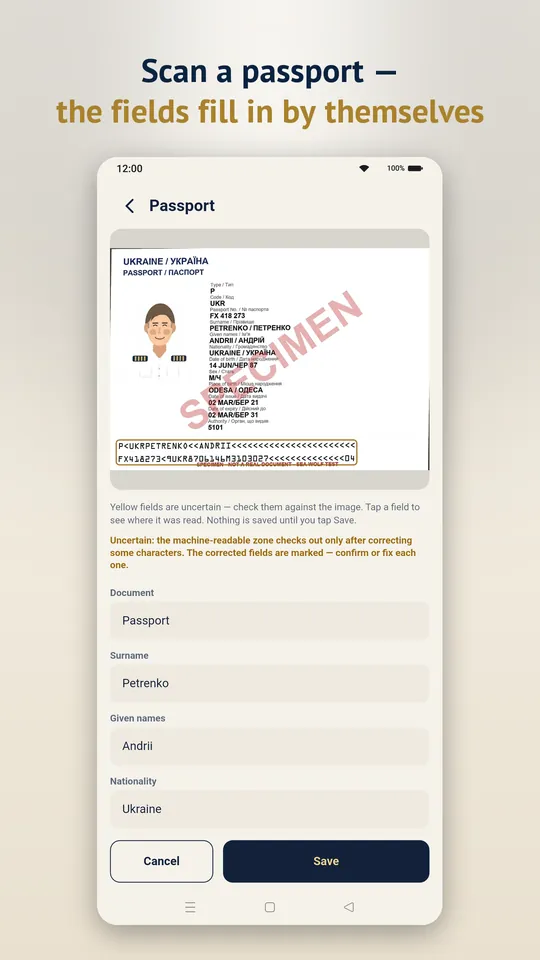 Scan a passport —
the fields fill in by themselves
12:00
100%
Passport
UKRAINE / УКРАЇНА
PASSPORT / ПАСПОРТ
Type / Тип
P
Code / Код
UKR
Passport No. / № паспорта
FX 418 273
Surname / Прізвище
PETRENKO / ПЕТРЕНКО
Given names / Ім'я
ANDRII / АНДРІЙ
Nationality / Громадянство
UKRAINE / УКРАЇНА
Date of birth / Дата народження
14 JUN/ЧЕР 87
Sex / Стать
M/Ч
Place of birth / Місце народження
ODESA / ОДЕСА
Date of issue / Дата видачі
02 MAR/БЕР 21
Date of expiry / Дійсний до
02 MAR/БЕР 31
Authority / Орган, що видав
5101
SPECIMEN
P<UKRPETRENKO<<ANDRII<<<<<<<<<<<<<<<<<<<<<<
FX418273<9UKR8706146M3103027<<<<<<<<<<<<<<04
SPECIMEN - NOT A REAL DOCUMENT - SEA WOLF TEST
Yellow fields are uncertain — check them against the image. Tap a field to
see where it was read. Nothing is saved until you tap Save.
Uncertain: the machine-readable zone checks out only after correcting
some characters. The corrected fields are marked — confirm or fix each
one.
Document
Passport
Surname
Petrenko
Given names
Andrii
Nationality
Ukraine
Cancel
Save